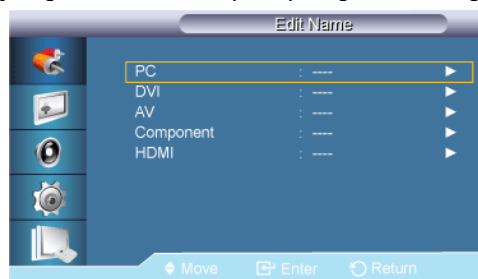 Edit Name
PC : ---- ►
DVI : ---- ►
AV : ---- ►
Component : ---- ►
HDMI : ---- ►
Move Enter Return